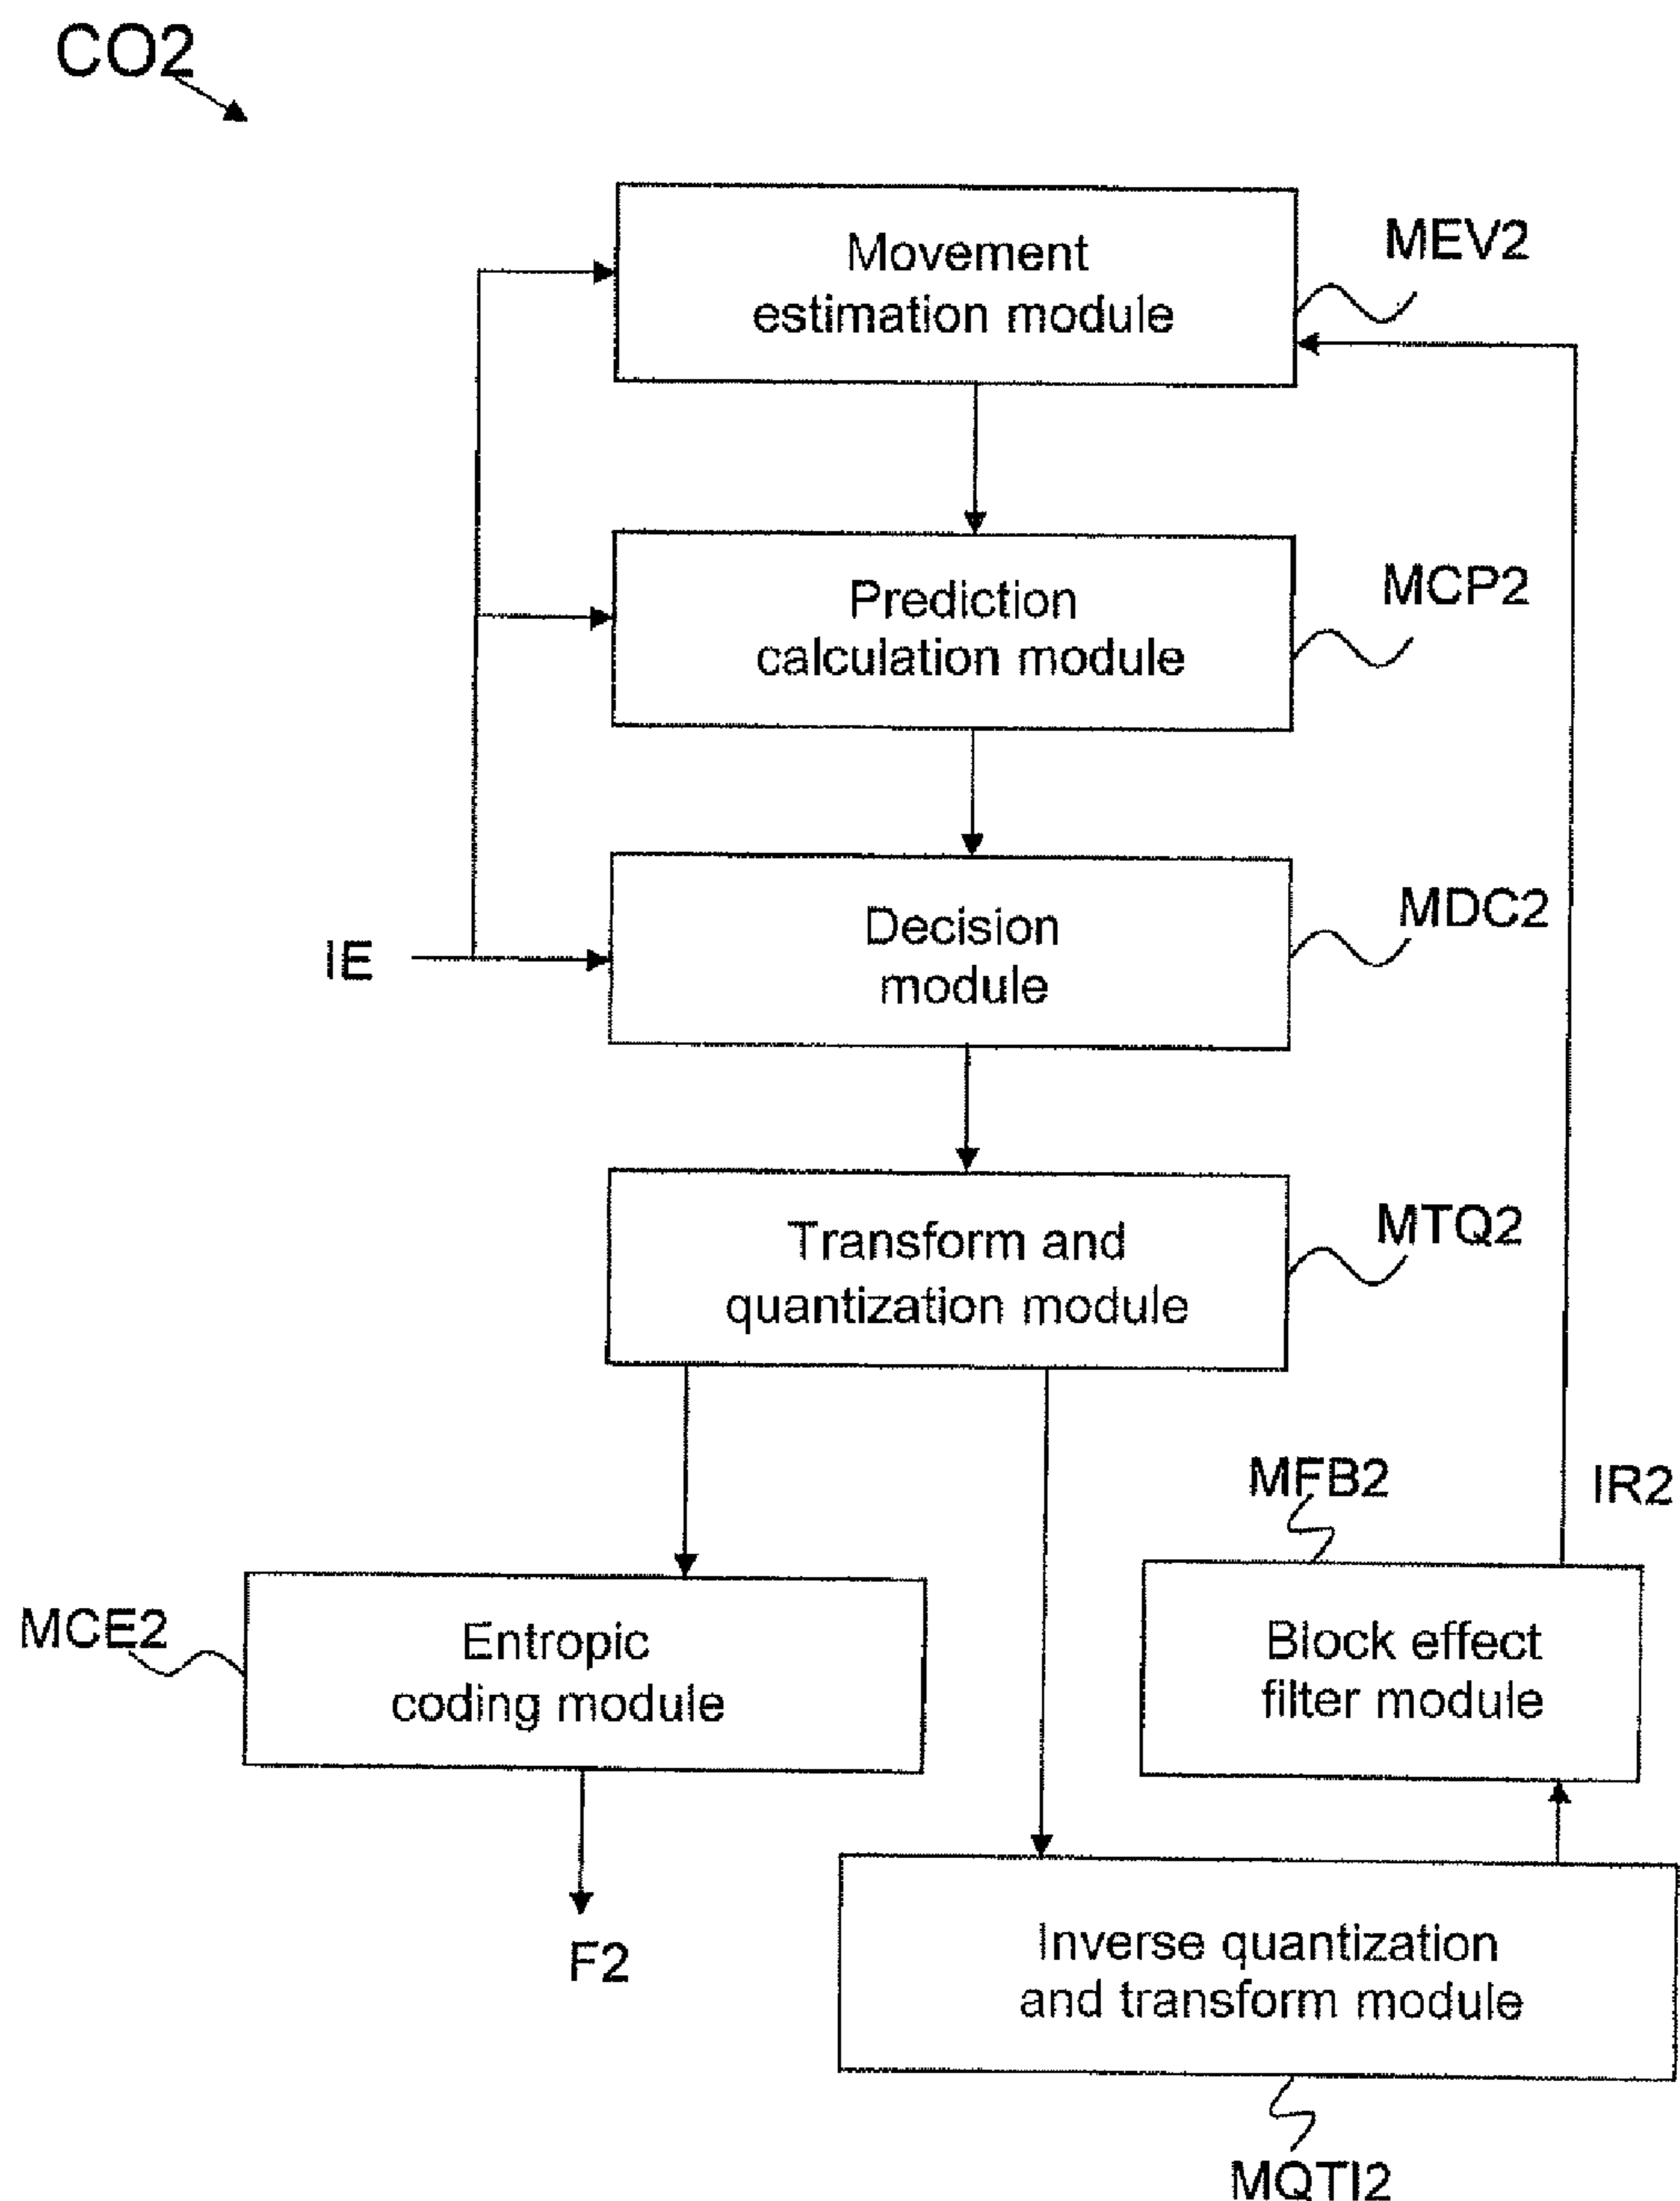 CO2
Movement
estimation module
MEV2
Prediction
calculation module
MCP2
Decision
module
MDC2
IE
Transform and
quantization module
MTQ2
MFB2
IR2
MCE2
Entropic
coding module
Block effect
filter module
F2
Inverse quantization
and transform module
MQTI2